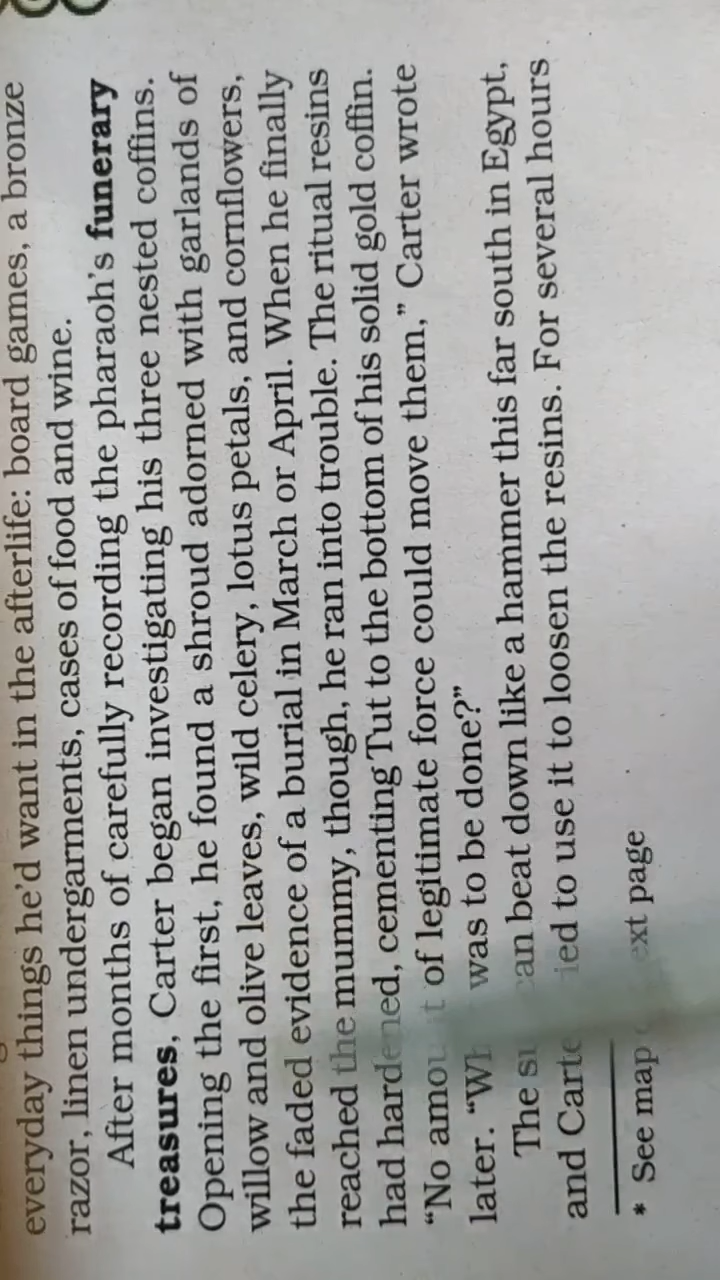 everyday things he'd want in the afterlife: board games, a bronze
razor, linen undergarments, cases of food and wine.
After months of carefully recording the pharaoh's funerary
treasures, Carter began investigating his three nested coffins.
Opening the first, he found a shroud adorned with garlands of
willow and olive leaves, wild celery, lotus petals, and cornflowers,
the faded evidence of a burial in March or April. When he finally
reached the mummy, though, he ran into trouble. The ritual resins
had hardened, cementing Tut to the bottom of his solid gold coffin.
“No amount of legitimate force could move them,” Carter wrote
later. “What was to be done?”
The sun can beat down like a hammer this far south in Egypt,
and Carter tried to use it to loosen the resins. For several hours
* See map next page